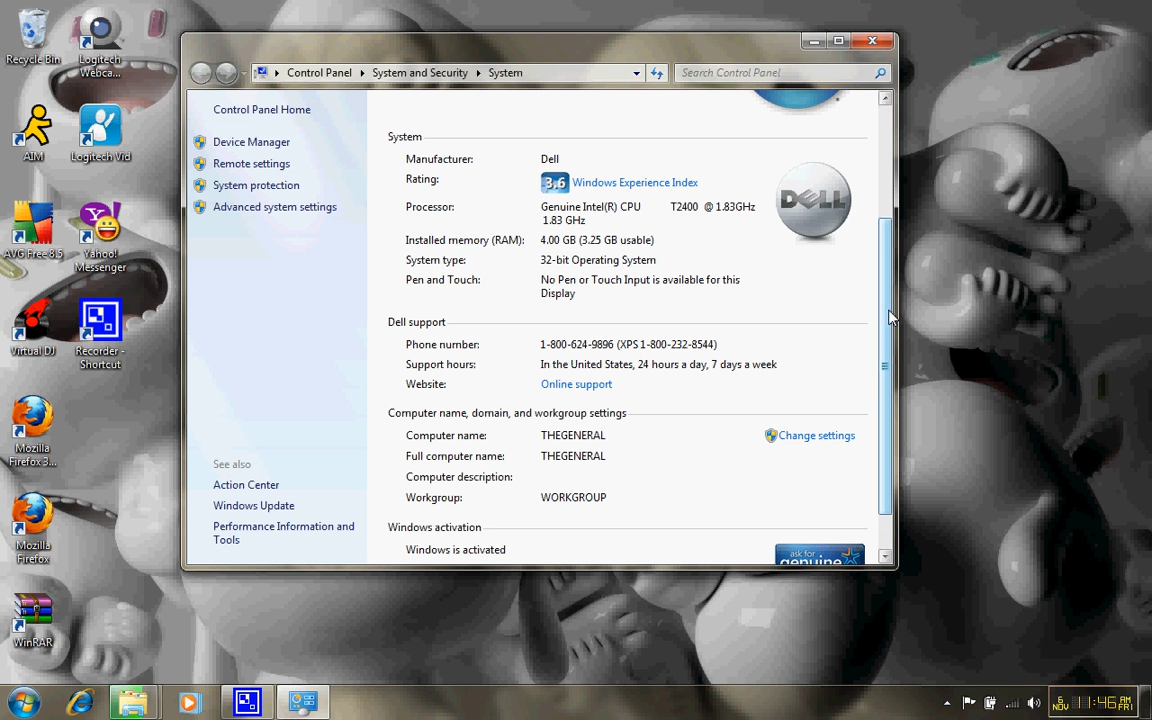 Recycle Bin
Logitech
Webca...
AIM
Logitech Vid
AVG Free 8.5
Yahoo!
Messenger
Virtual DJ
Recorder -
Shortcut
Mozilla
Firefox 3...
Mozilla
Firefox
WinRAR
Control Panel
System and Security
System
Search Control Panel
Control Panel Home
Device Manager
Remote settings
System protection
Advanced system settings
See also
Action Center
Windows Update
Performance Information and
Tools
System
Manufacturer: Dell
Rating: 3.6 Windows Experience Index
Processor: Genuine Intel(R) CPU T2400 @ 1.83GHz
1.83 GHz
Installed memory (RAM): 4.00 GB (3.25 GB usable)
System type: 32-bit Operating System
Pen and Touch: No Pen or Touch Input is available for this
Display
DELL
Dell support
Phone number: 1-800-624-9896 (XPS 1-800-232-8544)
Support hours: In the United States, 24 hours a day, 7 days a week
Website: Online support
Computer name, domain, and workgroup settings
Computer name: THEGENERAL
Change settings
Full computer name: THEGENERAL
Computer description:
Workgroup: WORKGROUP
Windows activation
Windows is activated
ask for
genuine
6
NOV
11:46 AM
FRI